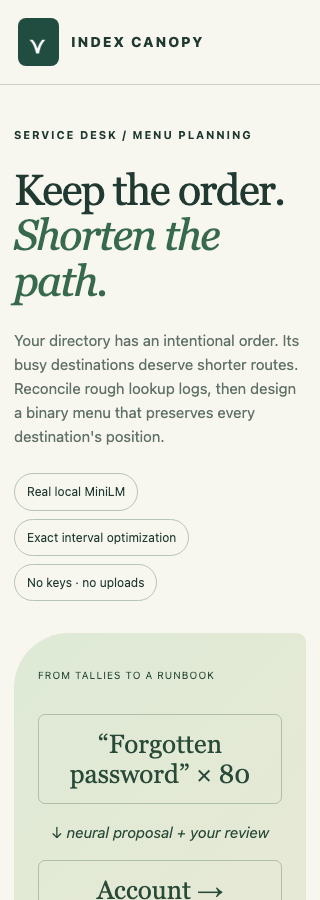 INDEX CANOPY
SERVICE DESK / MENU PLANNING
Keep the order.
Shorten the
path.
Your directory has an intentional order. Its
busy destinations deserve shorter routes.
Reconcile rough lookup logs, then design
a binary menu that preserves every
destination's position.
Real local MiniLM
Exact interval optimization
No keys · no uploads
FROM TALLIES TO A RUNBOOK
“Forgotten
password” × 80
↓ neural proposal + your review
Account →